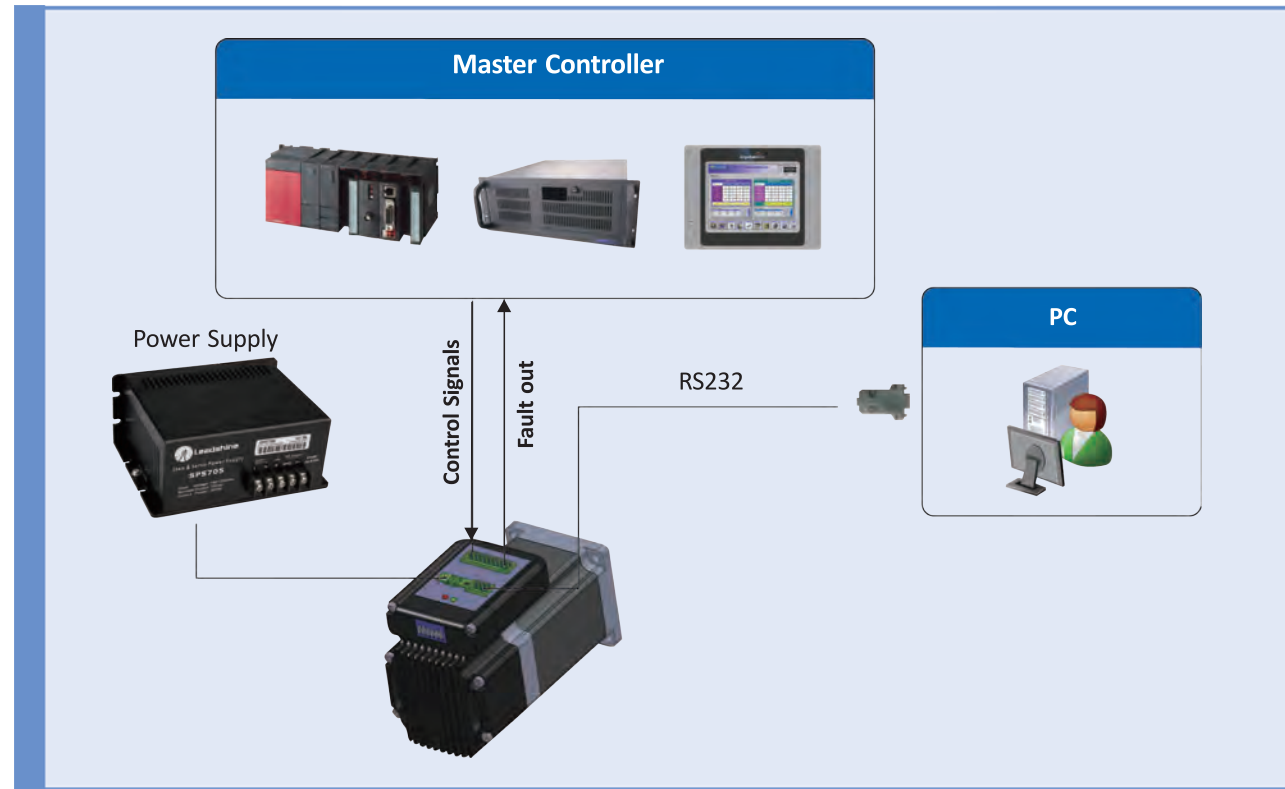 Master Controller
Power Supply
Control Signals
Fault out
RS232
PC
Leadshine
SPS705